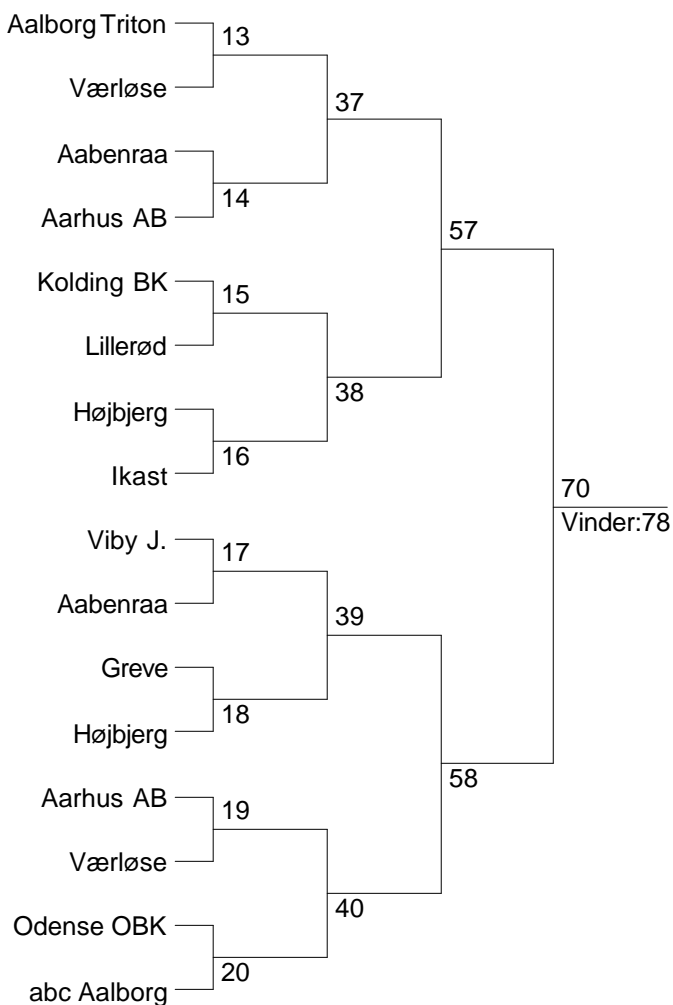 Aalborg Triton
13
Værløse
37
Aabenraa
14
Aarhus AB
57
Kolding BK
15
Lillerød
38
Højbjerg
16
Ikast
70
Vinder:78
Viby J.
17
Aabenraa
39
Greve
18
Højbjerg
58
Aarhus AB
19
Værløse
40
Odense OBK
20
abc Aalborg